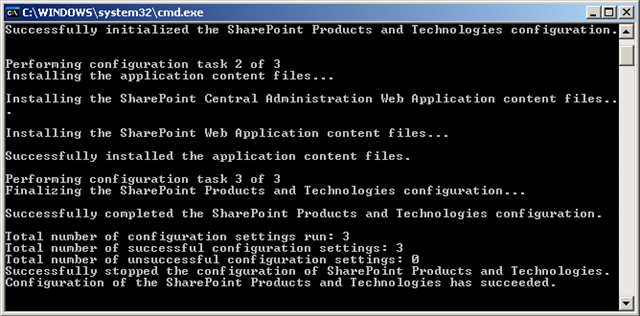 C:\WINDOWS\system32\cmd.exe
Successfully initialized the SharePoint Products and Technologies configuration.
Performing configuration task 2 of 3
Installing the application content files...
Installing the SharePoint Central Administration Web Application content files..
.
Installing the SharePoint Web Application content files...
Successfully installed the application content files.
Performing configuration task 3 of 3
Finalizing the SharePoint Products and Technologies configuration...
Successfully completed the SharePoint Products and Technologies configuration.
Total number of configuration settings run: 3
Total number of successful configuration settings: 3
Total number of unsuccessful configuration settings: 0
Successfully stopped the configuration of SharePoint Products and Technologies.
Configuration of the SharePoint Products and Technologies has succeeded.